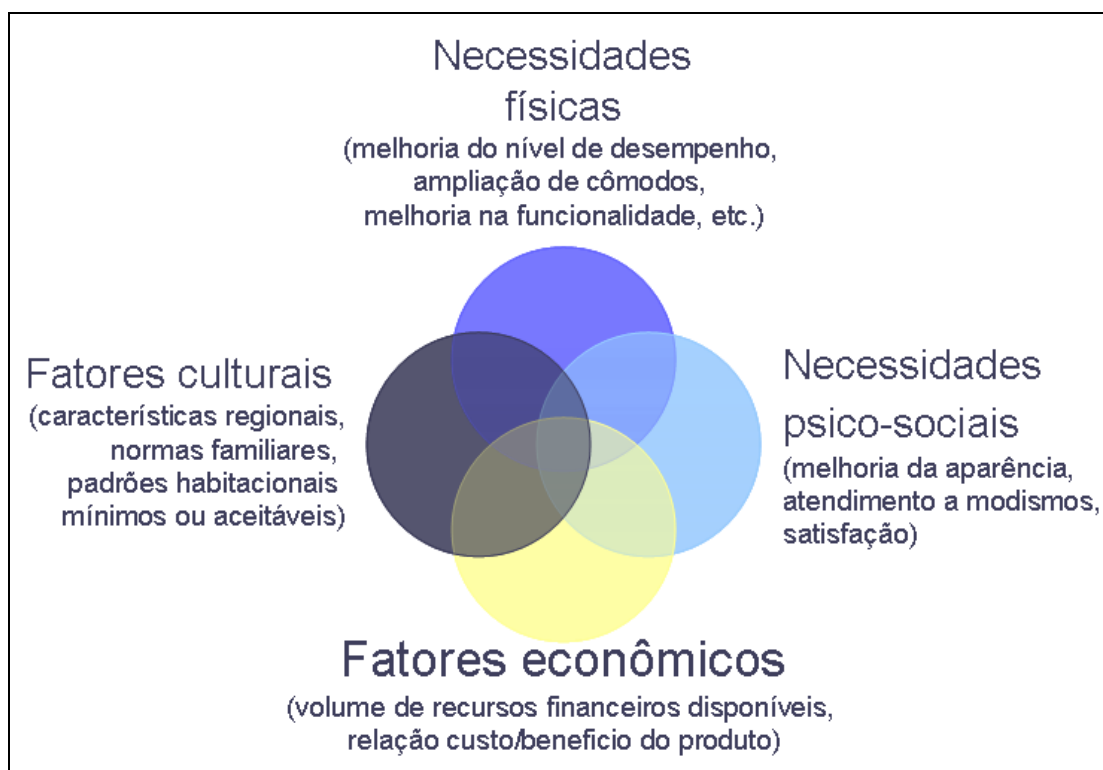 Necessidades
físicas
(melhoria do nível de desempenho,
ampliação de cômodos,
melhoria na funcionalidade, etc.)
Fatores culturais
(características regionais,
normas familiares,
padrões habitacionais
mínimos ou aceitáveis)
Necessidades
psico-sociais
(melhoria da aparência,
atendimento a modismos,
satisfação)
Fatores econômicos
(volume de recursos financeiros disponíveis,
relação custo/beneficio do produto)